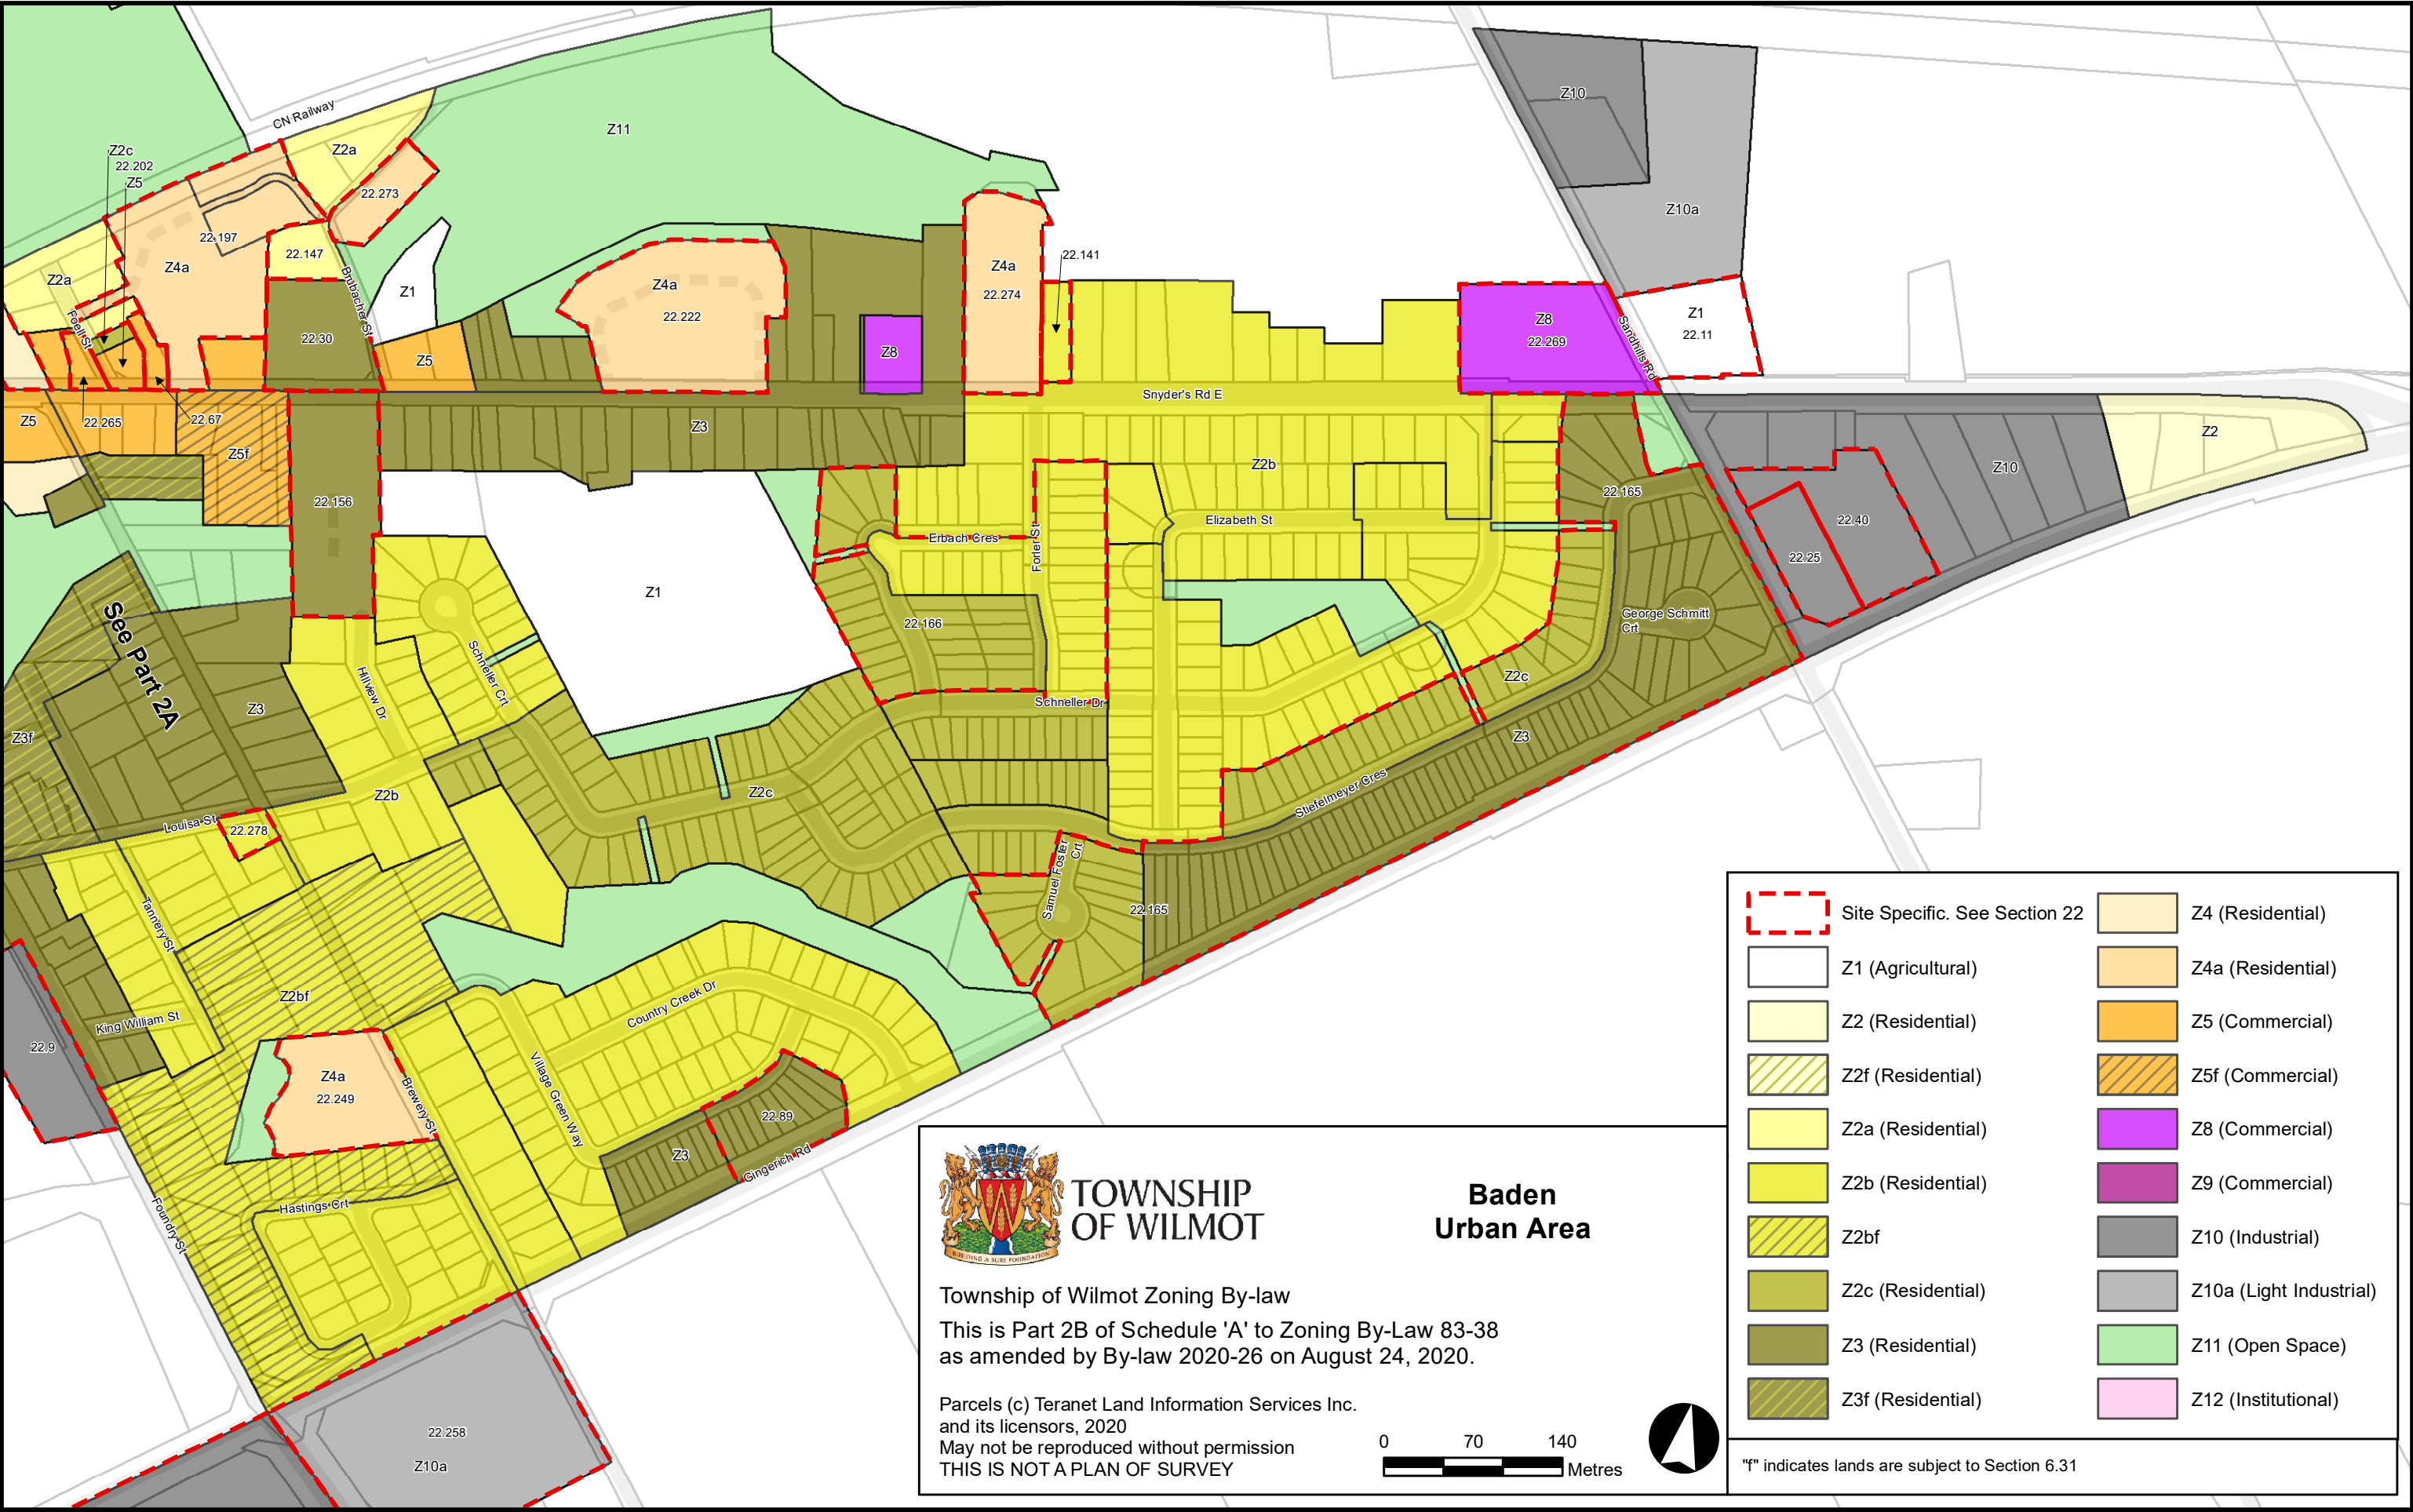 CN Railway
Z11
Z10
Z2c
22.202
Z5
Z2a
22.273
Z10a
22.197
22.147
Z4a
Z2a
Brubacher St
Z1
Z4a
22.222
Z4a
22.274
22.141
Foell St
22.30
Z5
Z8
Z8
22.269
Sandhills Rd
Z1
22.11
Snyder's Rd E
Z5
22.265
22.67
Z5f
Z3
Z2
Z2b
Z10
22.156
22.165
22.40
Elizabeth St
Erbach Cres
Forler St
22.25
Z1
See Part 2A
22.166
George Schmitt
Crt
Schneller Crt
Hillview Dr
Z2c
Z3
Schneller Dr
Z3f
Z3
Z2b
Z2c
Stiefelmeyer Cres
Louisa St
22.278
Samuel Foster
Crt
22.165
Tannery St
Z2bf
King William St
22.9
Country Creek Dr
Z4a
22.249
Brewery St
Village Green Way
22.89
Z3
Gingerich Rd
Hastings Crt
Foundry St
22.258
Z10a
Site Specific. See Section 22
Z1 (Agricultural)
Z2 (Residential)
Z2f (Residential)
Z2a (Residential)
Z2b (Residential)
Z2bf
Z2c (Residential)
Z3 (Residential)
Z3f (Residential)
Z4 (Residential)
Z4a (Residential)
Z5 (Commercial)
Z5f (Commercial)
Z8 (Commercial)
Z9 (Commercial)
Z10 (Industrial)
Z10a (Light Industrial)
Z11 (Open Space)
Z12 (Institutional)
"f" indicates lands are subject to Section 6.31
TOWNSHIP
OF WILMOT
Baden
Urban Area
Township of Wilmot Zoning By-law
This is Part 2B of Schedule 'A' to Zoning By-Law 83-38
as amended by By-law 2020-26 on August 24, 2020.
Parcels (c) Teranet Land Information Services Inc.
and its licensors, 2020
May not be reproduced without permission
THIS IS NOT A PLAN OF SURVEY
0 70 140
Metres